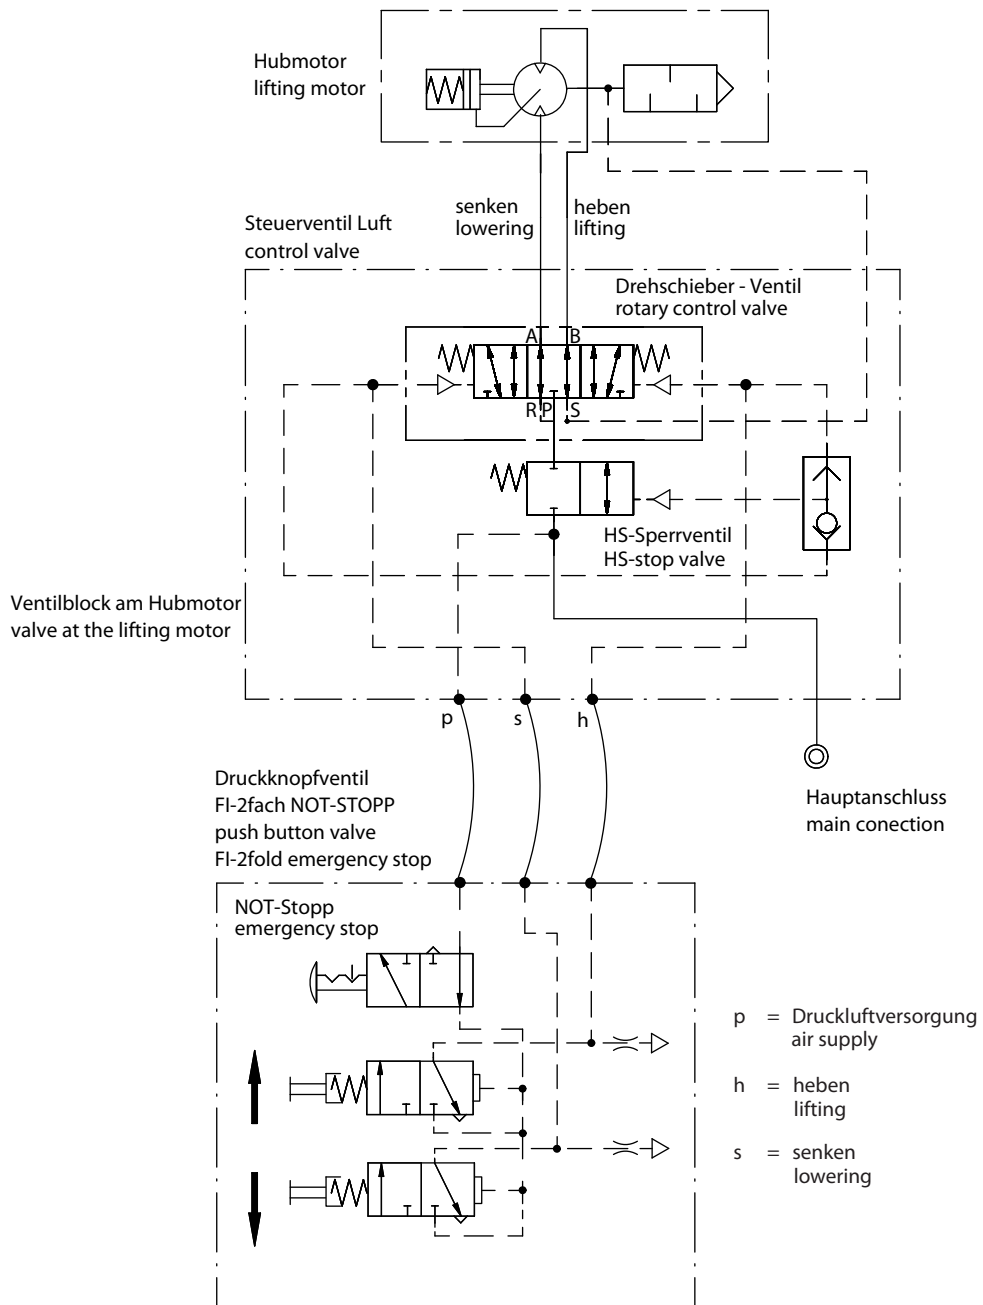 Hubmotor
lifting motor
senken
lowering
heben
lifting
Steuerventil Luft
control valve
Drehschieber - Ventil
rotary control valve
A
B
R
P
S
HS-Sperrventil
HS-stop valve
Ventilblock am Hubmotor
valve at the lifting motor
p
s
h
Hauptanschluss
main conection
Druckknopfventil
FI-2fach NOT-STOPP
push button valve
FI-2fold emergency stop
NOT-Stopp
emergency stop
p = Druckluftversorgung
air supply
h = heben
lifting
s = senken
lowering